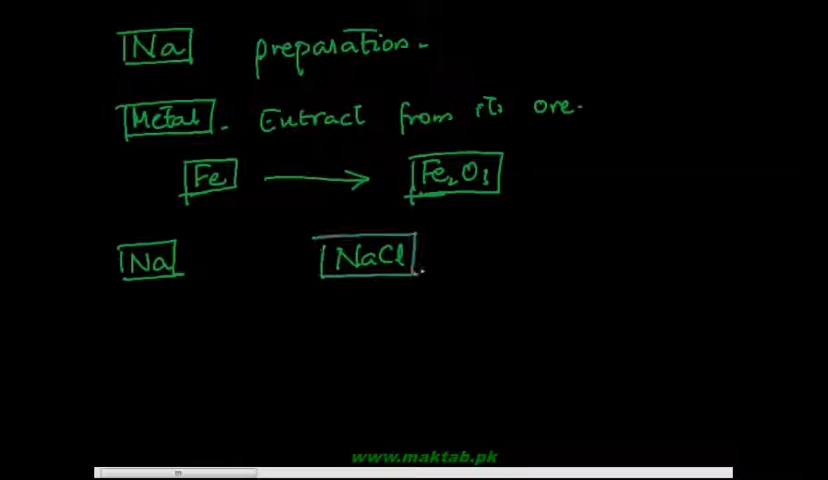 Na preparation.
Metal. Extract from its ore.
Fe → Fe₂O₃
Na NaCl
www.maktab.pk